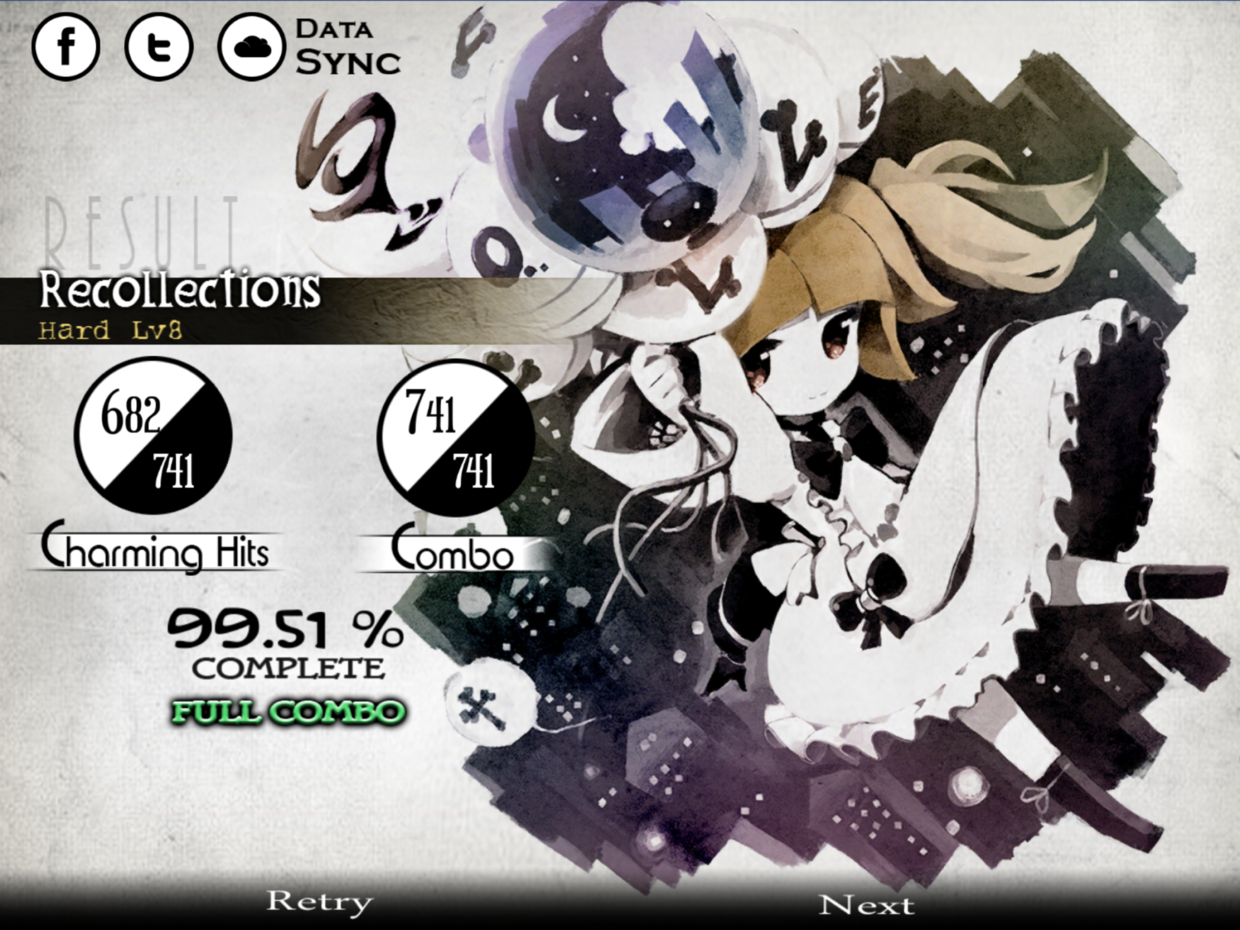 DATA
SYNC
RESULT
Recollections
Hard Lv8
682
741
741
741
Charming Hits
Combo
99.51 %
COMPLETE
FULL COMBO
Retry
Next